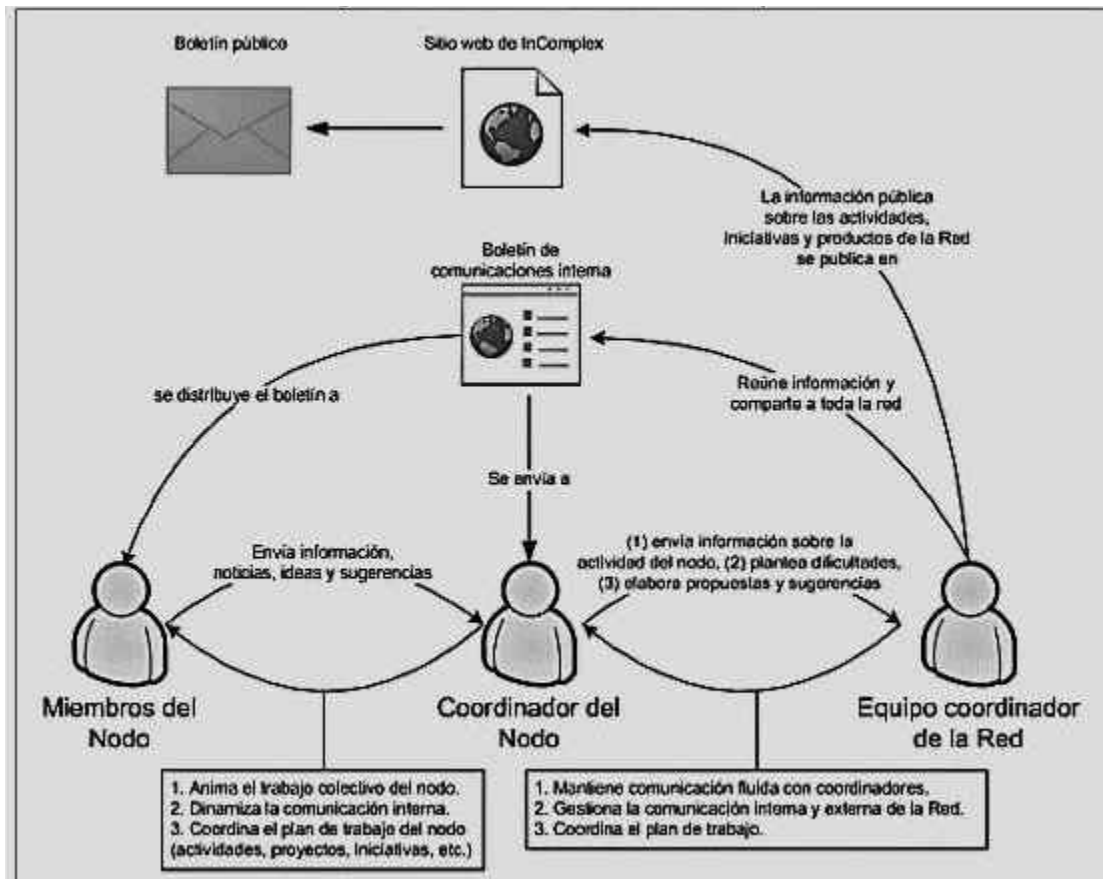 Boletín público
Sitio web de InComplex
La información pública
sobre las actividades,
iniciativas y productos de la Red
se publica en
Boletín de
comunicaciones interna
se distribuye el boletín a
Reúne información y
comparte a toda la red
Se envía a
Envía información,
noticias, ideas y sugerencias
(1) envía información sobre la
actividad del nodo, (2) plantea dificultades,
(3) elabora propuestas y sugerencias
Miembros del
Nodo
Coordinador del
Nodo
Equipo coordinador
de la Red
1. Anima el trabajo colectivo del nodo.
2. Dinamiza la comunicación interna.
3. Coordina el plan de trabajo del nodo
(actividades, proyectos, iniciativas, etc.)
1. Mantiene comunicación fluida con coordinadores.
2. Gestiona la comunicación interna y externa de la Red.
3. Coordina el plan de trabajo.